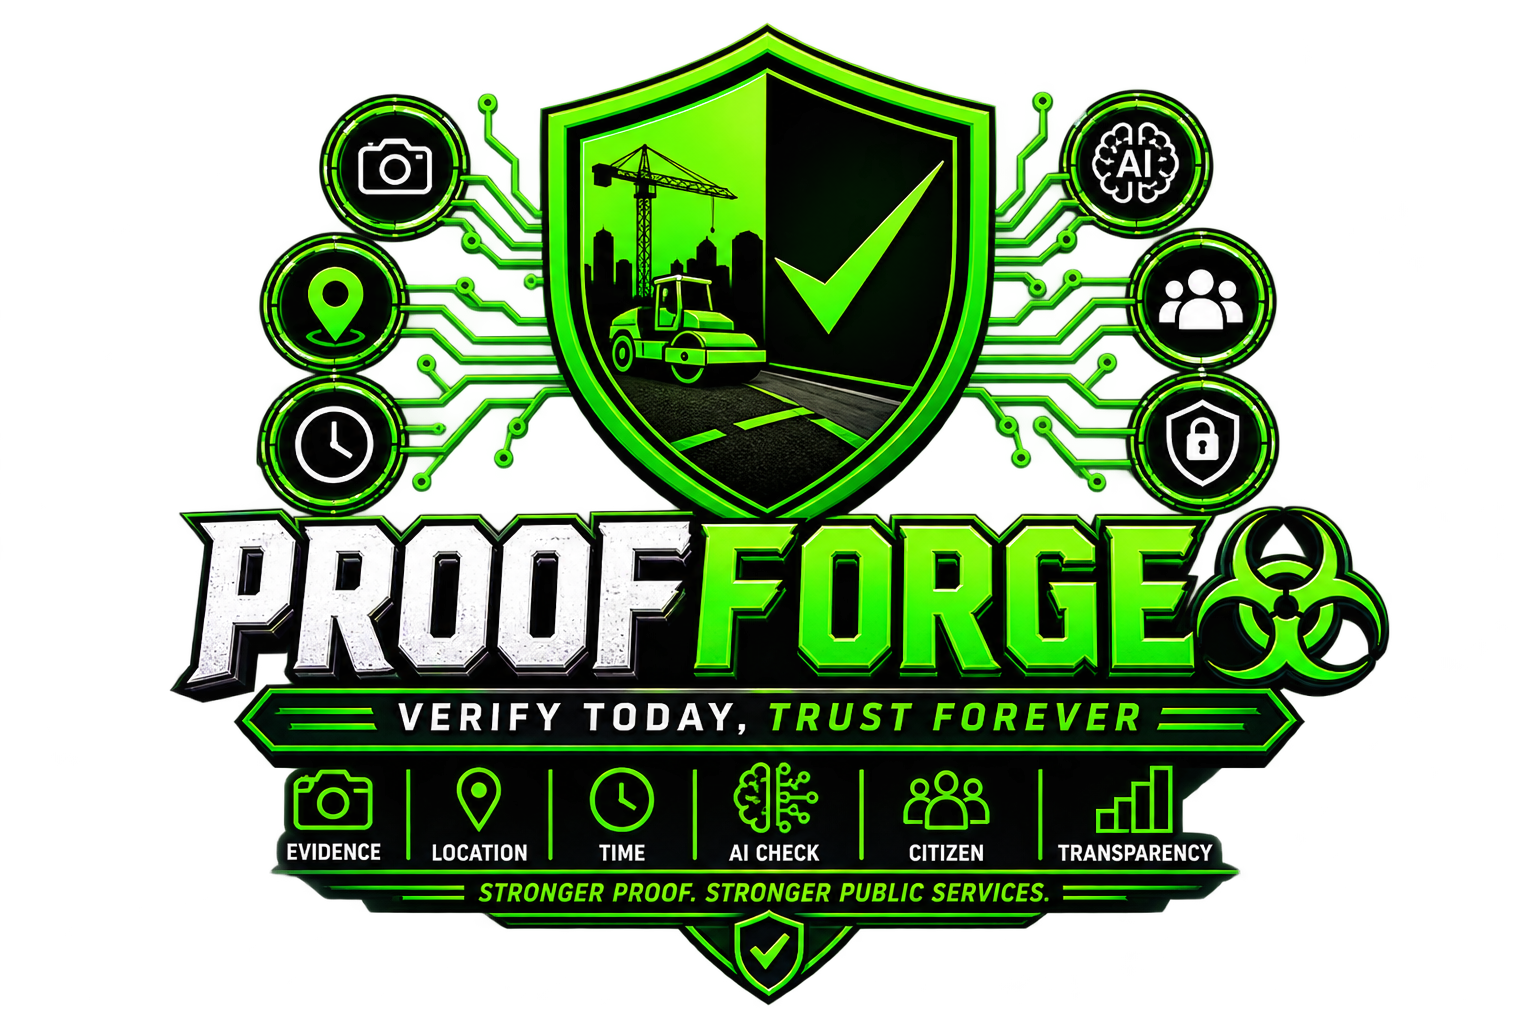 AI
PROOFFORGE
VERIFY TODAY, TRUST FOREVER
EVIDENCE
LOCATION
TIME
AI CHECK
CITIZEN
TRANSPARENCY
STRONGER PROOF. STRONGER PUBLIC SERVICES.